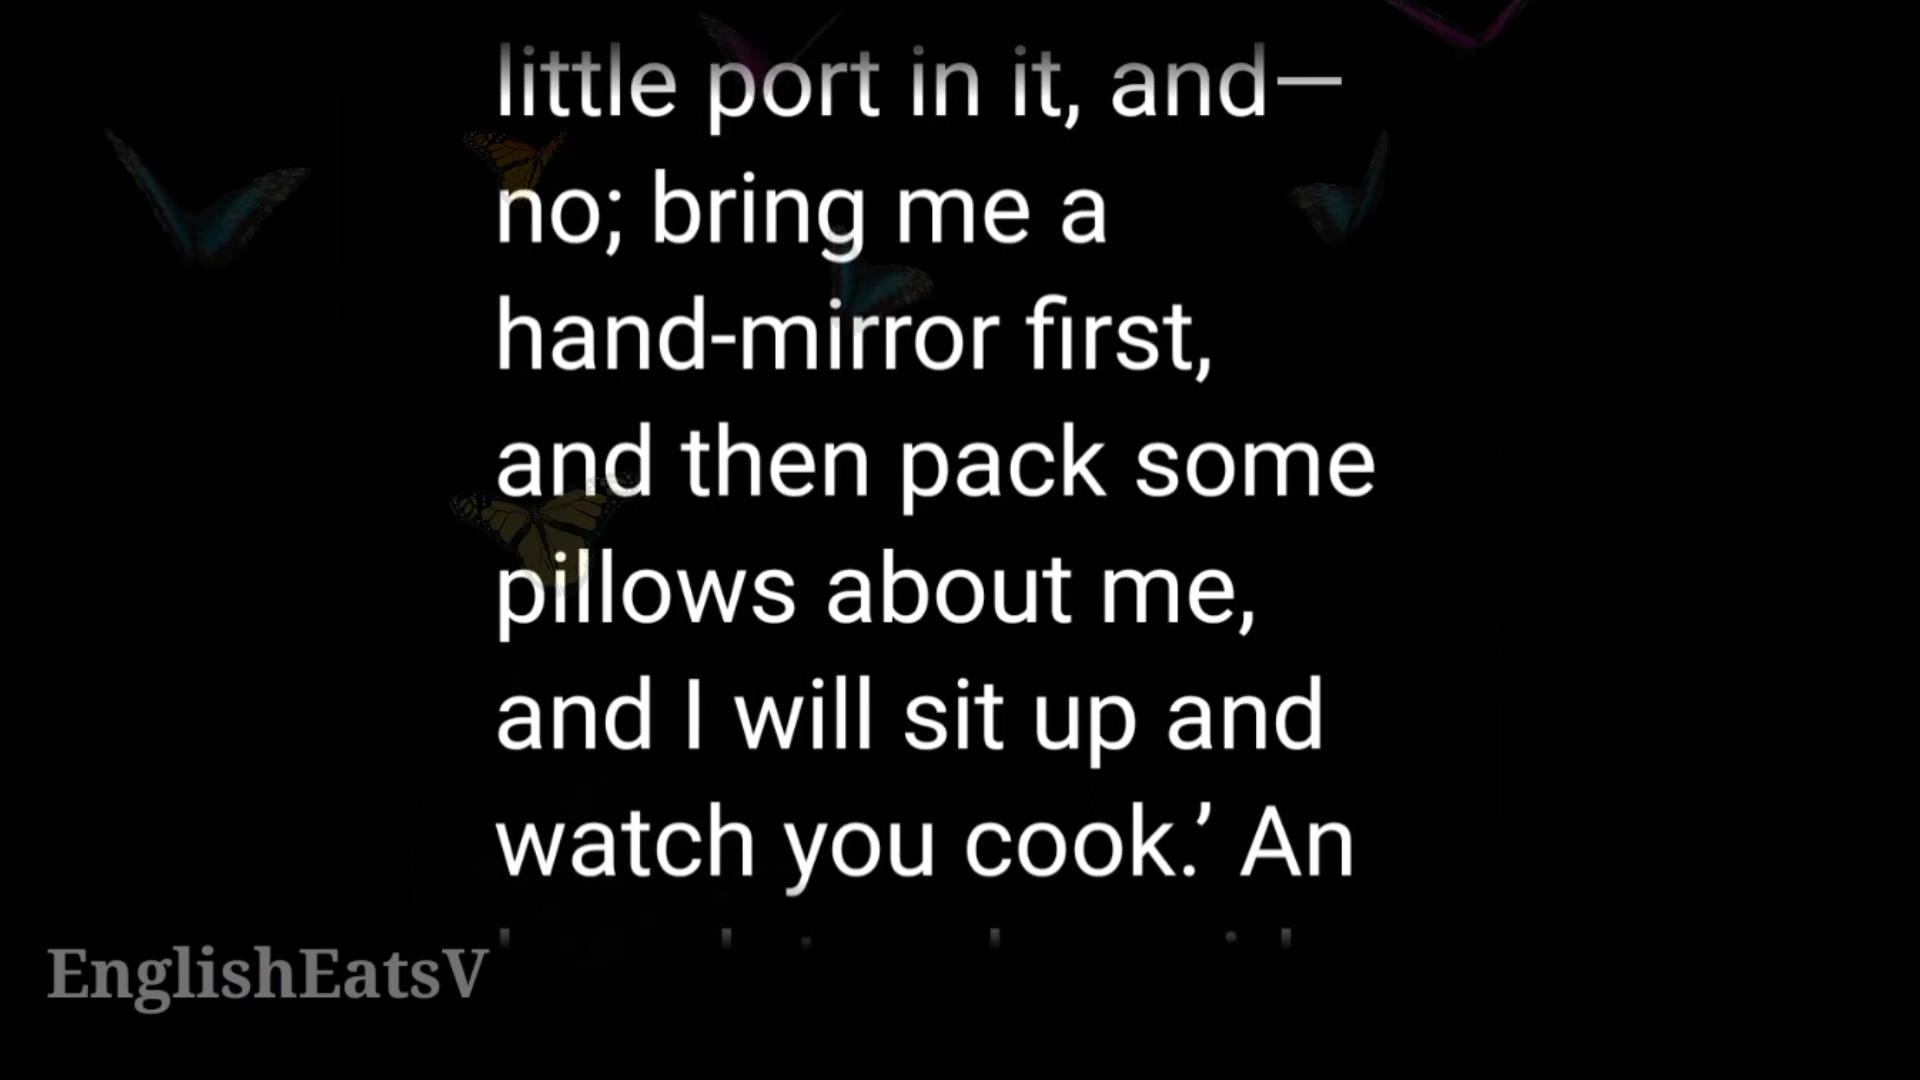 little port in it, and—
no; bring me a
hand-mirror first,
and then pack some
pillows about me,
and I will sit up and
watch you cook.’ An
EnglishEatsV